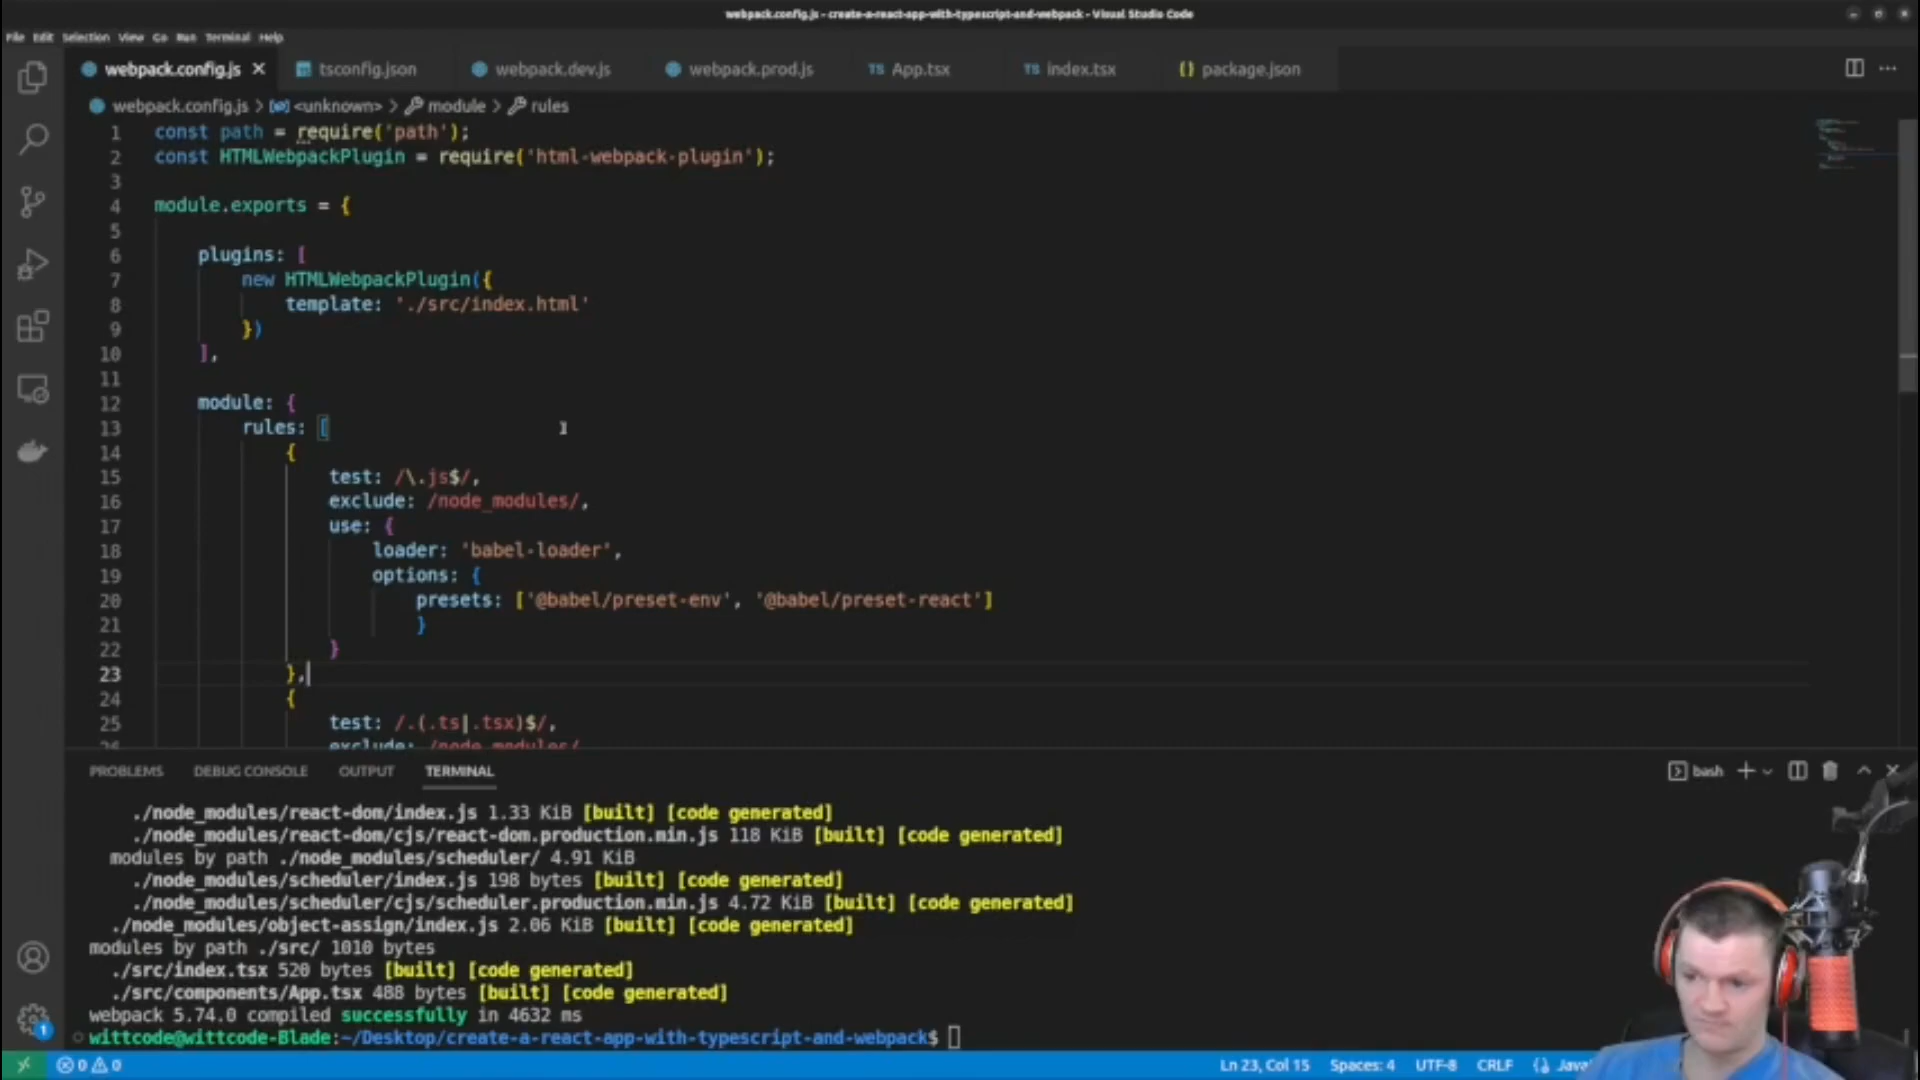 webpack.config.js - create-a-react-app-with-typescript-and-webpack - Visual Studio Code
File Edit Selection View Go Run Terminal Help
webpack.config.js tsconfig.json webpack.dev.js webpack.prod.js TS App.tsx TS index.tsx {} package.json
webpack.config.js > <unknown> > module > rules
1 const path = require('path');
2 const HTMLWebpackPlugin = require('html-webpack-plugin');
3
4 module.exports = {
5
6 plugins: [
7 new HTMLWebpackPlugin({
8 template: './src/index.html'
9 })
10 ],
11
12 module: {
13 rules: [
14 {
15 test: /\.js$/,
16 exclude: /node_modules/,
17 use: {
18 loader: 'babel-loader',
19 options: {
20 presets: ['@babel/preset-env', '@babel/preset-react']
21 }
22 }
23 },
24 {
25 test: /.(.ts|.tsx)$/,
26 exclude: /node_modules/
PROBLEMS DEBUG CONSOLE OUTPUT TERMINAL bash
./node_modules/react-dom/index.js 1.33 KiB [built] [code generated]
./node_modules/react-dom/cjs/react-dom.production.min.js 118 KiB [built] [code generated]
modules by path ./node_modules/scheduler/ 4.91 KiB
./node_modules/scheduler/index.js 198 bytes [built] [code generated]
./node_modules/scheduler/cjs/scheduler.production.min.js 4.72 KiB [built] [code generated]
./node_modules/object-assign/index.js 2.06 KiB [built] [code generated]
modules by path ./src/ 1010 bytes
./src/index.tsx 520 bytes [built] [code generated]
./src/components/App.tsx 488 bytes [built] [code generated]
webpack 5.74.0 compiled successfully in 4632 ms
wittcode@wittcode-Blade:~/Desktop/create-a-react-app-with-typescript-and-webpack$
1
0 0 Ln 23, Col 15 Spaces: 4 UTF-8 CRLF {} Java